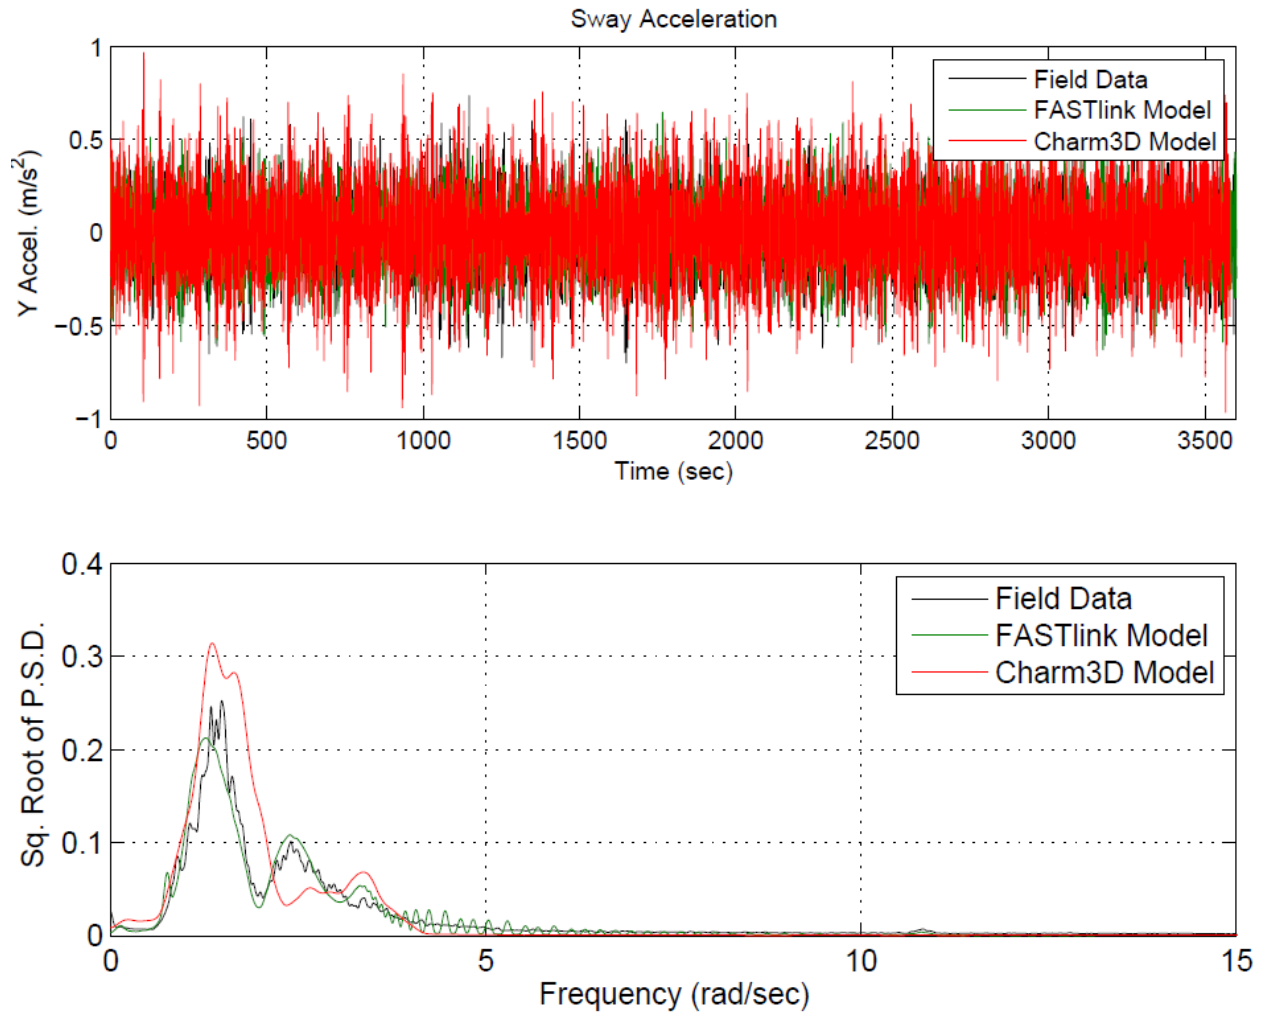 Sway Acceleration
1
0.5
0
−0.5
−1
Y Accel. (m/s²)
Field Data
FASTlink Model
Charm3D Model
0 500 1000 1500 2000 2500 3000 3500
Time (sec)
0.4
0.3
0.2
0.1
0
Sq. Root of P.S.D.
Field Data
FASTlink Model
Charm3D Model
0 5 10 15
Frequency (rad/sec)